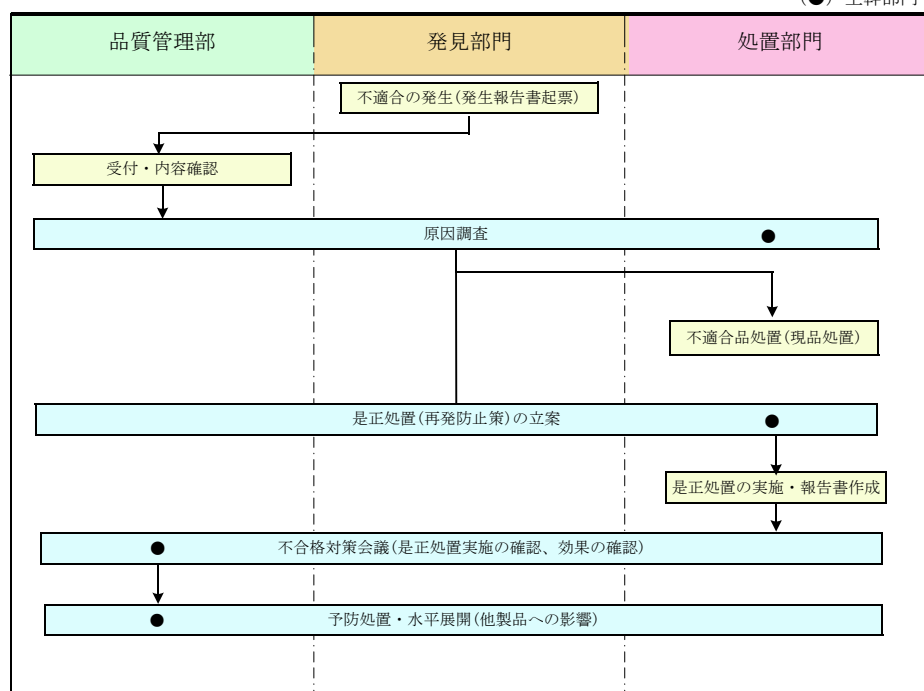 (●) 主幹部門
品質管理部
発見部門
処置部門
不適合の発生(発生報告書起票)
受付・内容確認
原因調査
●
不適合品処置(現品処置)
是正処置(再発防止策)の立案
●
是正処置の実施・報告書作成
●
不合格対策会議(是正処置実施の確認、効果の確認)
●
予防処置・水平展開(他製品への影響)